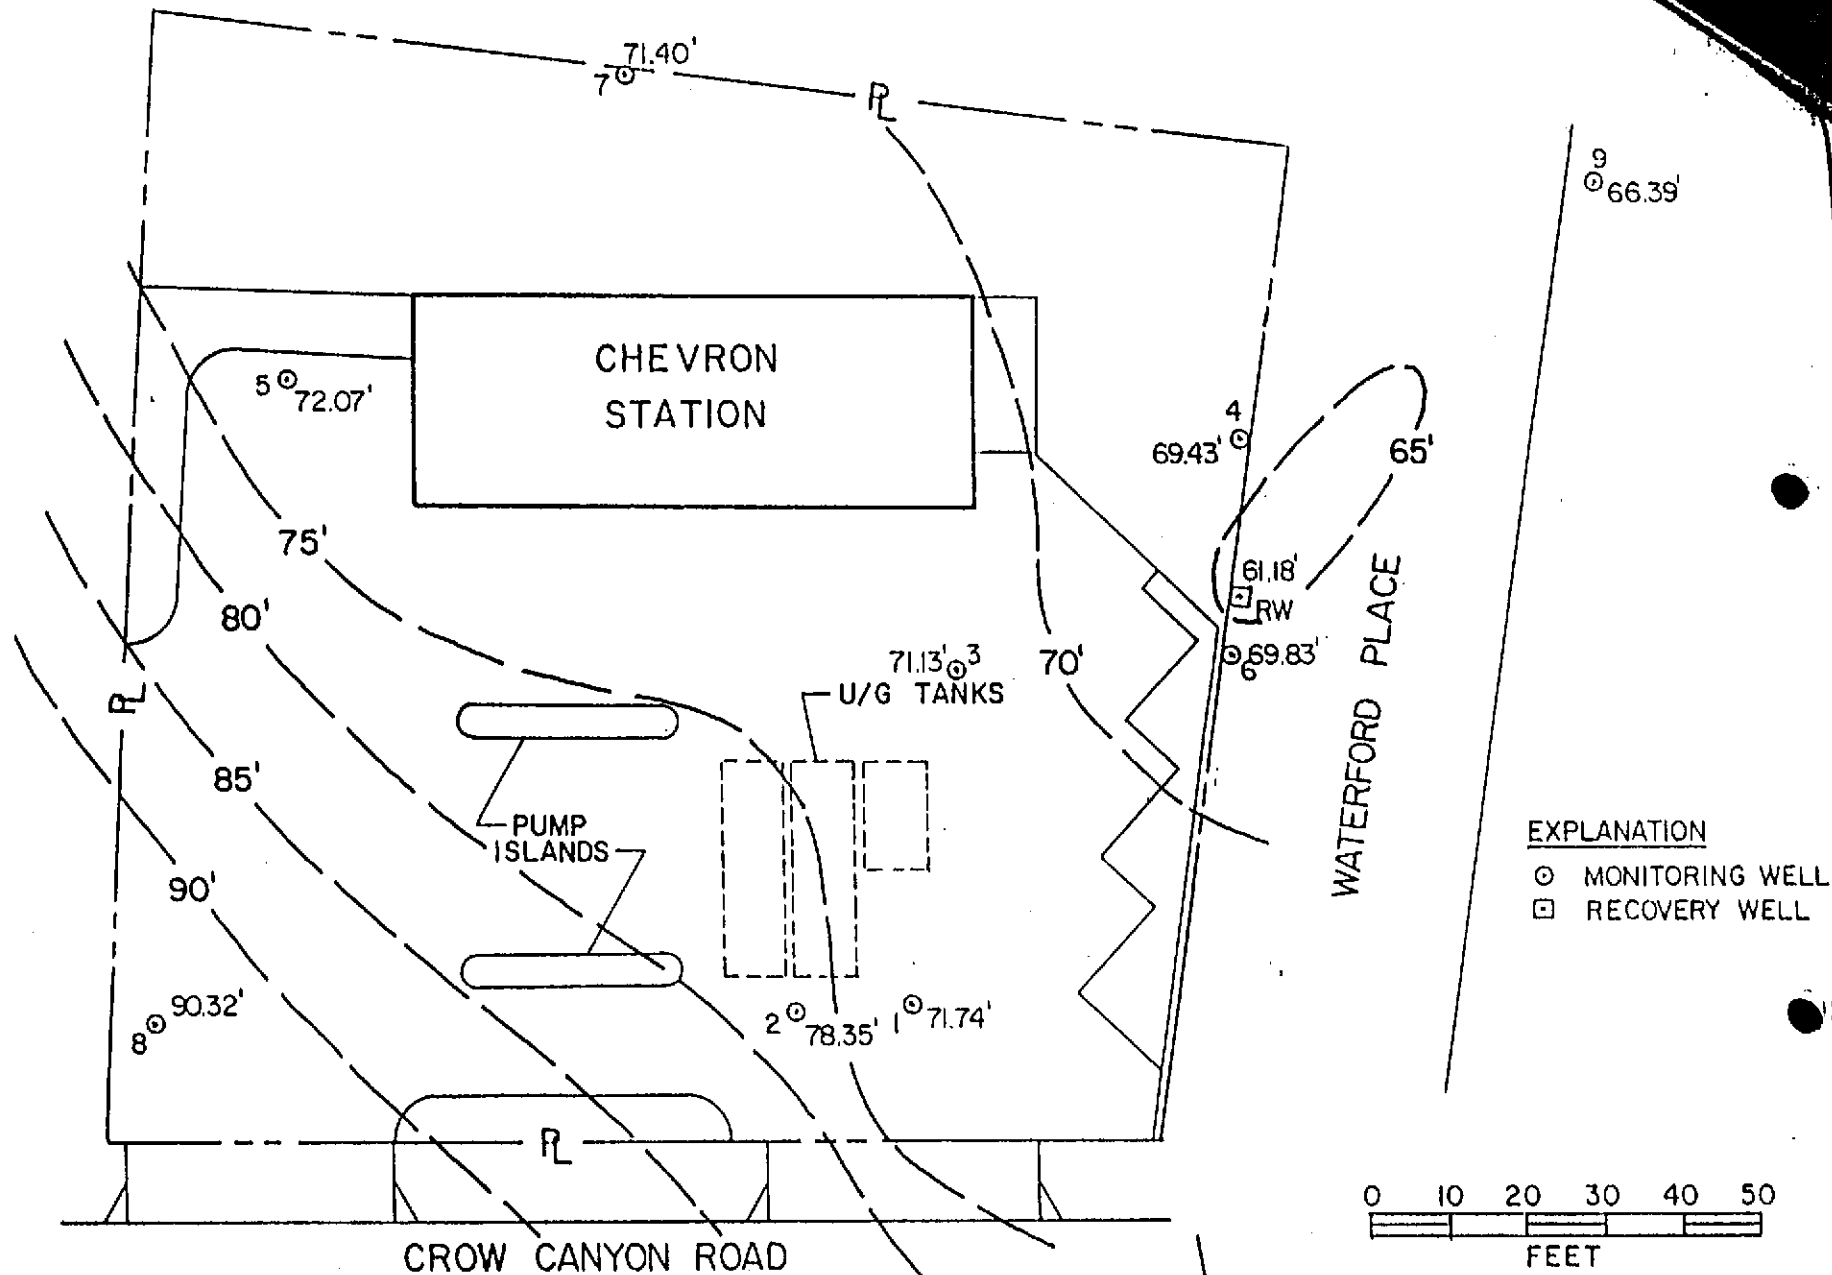 71.40'
7
PL
9
66.39'
CHEVRON
STATION
5
72.07'
4
69.43'
65'
75'
61.18'
RW
80'
71.13'
3
70'
69.83'
6
U/G TANKS
PL
WATERFORD PLACE
85'
PUMP
ISLANDS
90'
EXPLANATION
MONITORING WELL
RECOVERY WELL
90.32'
8
2
78.35'
1
71.74'
PL
0 10 20 30 40 50
FEET
CROW CANYON ROAD